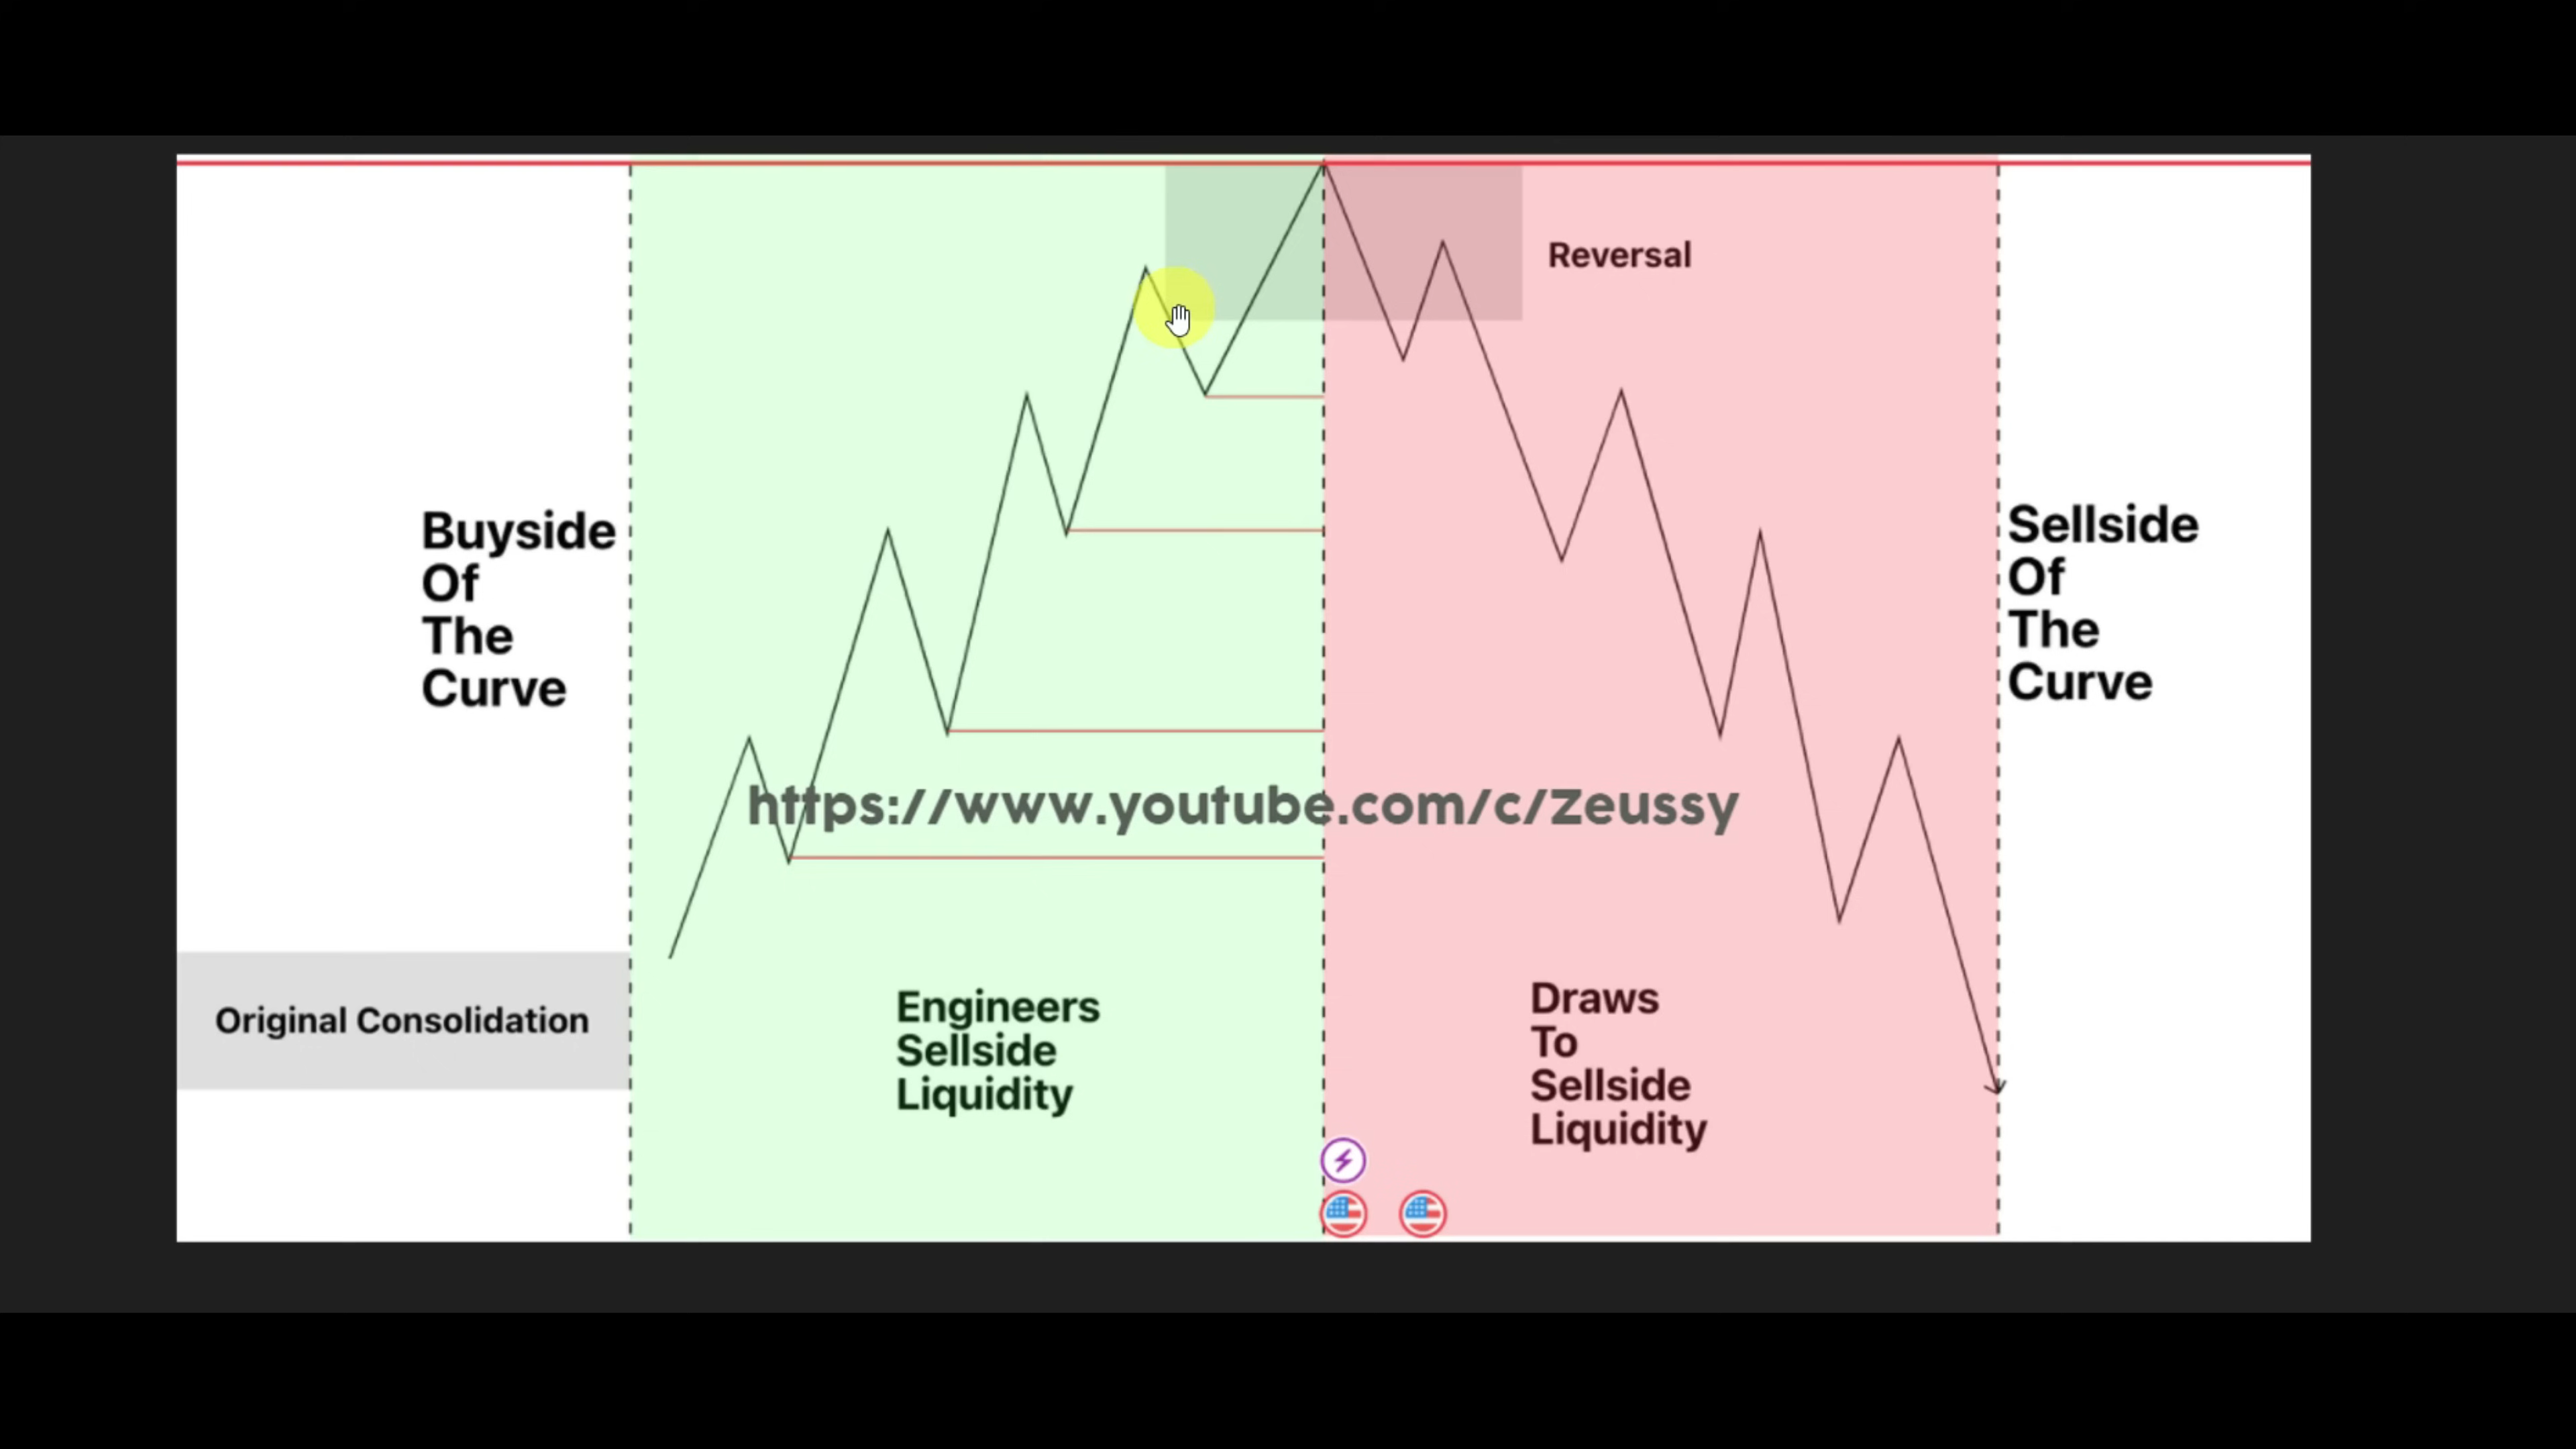 Reversal
Buyside
Of
The
Curve
Sellside
Of
The
Curve
https://www.youtube.com/c/zeussy
Original Consolidation
Engineers
Sellside
Liquidity
Draws
To
Sellside
Liquidity